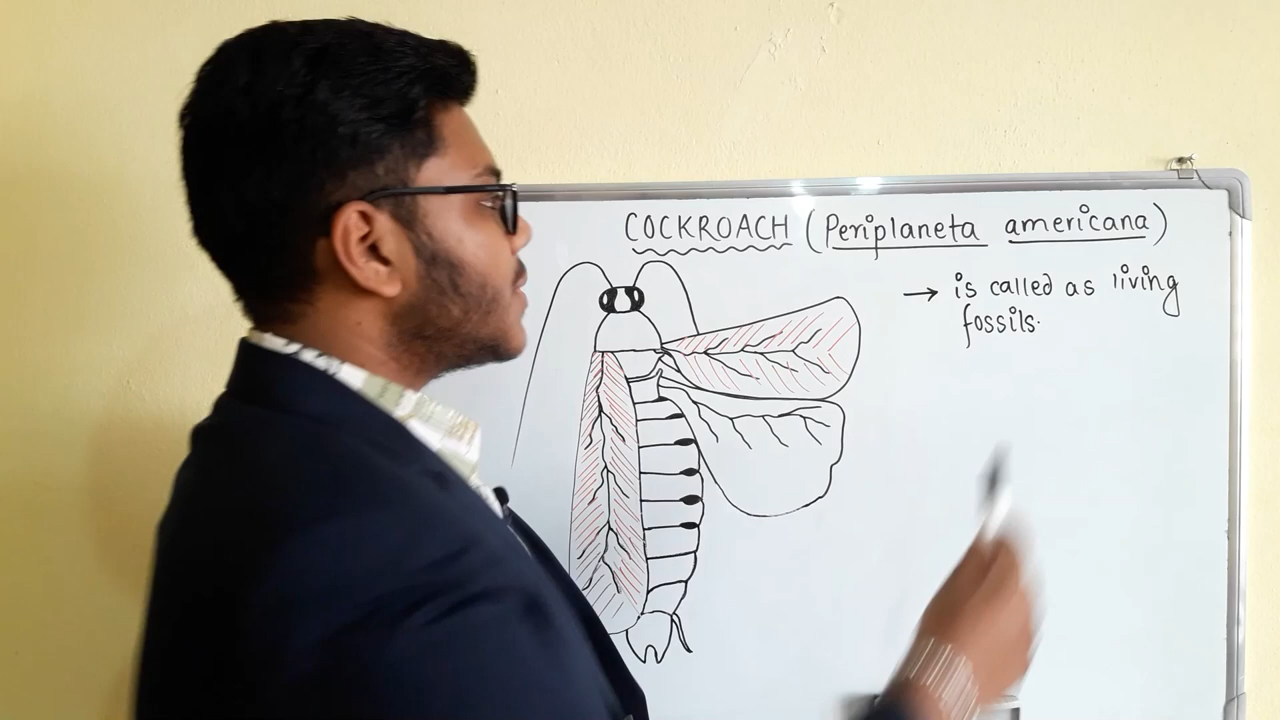 COCKROACH (Periplaneta americana)
→ is called as living
fossils.